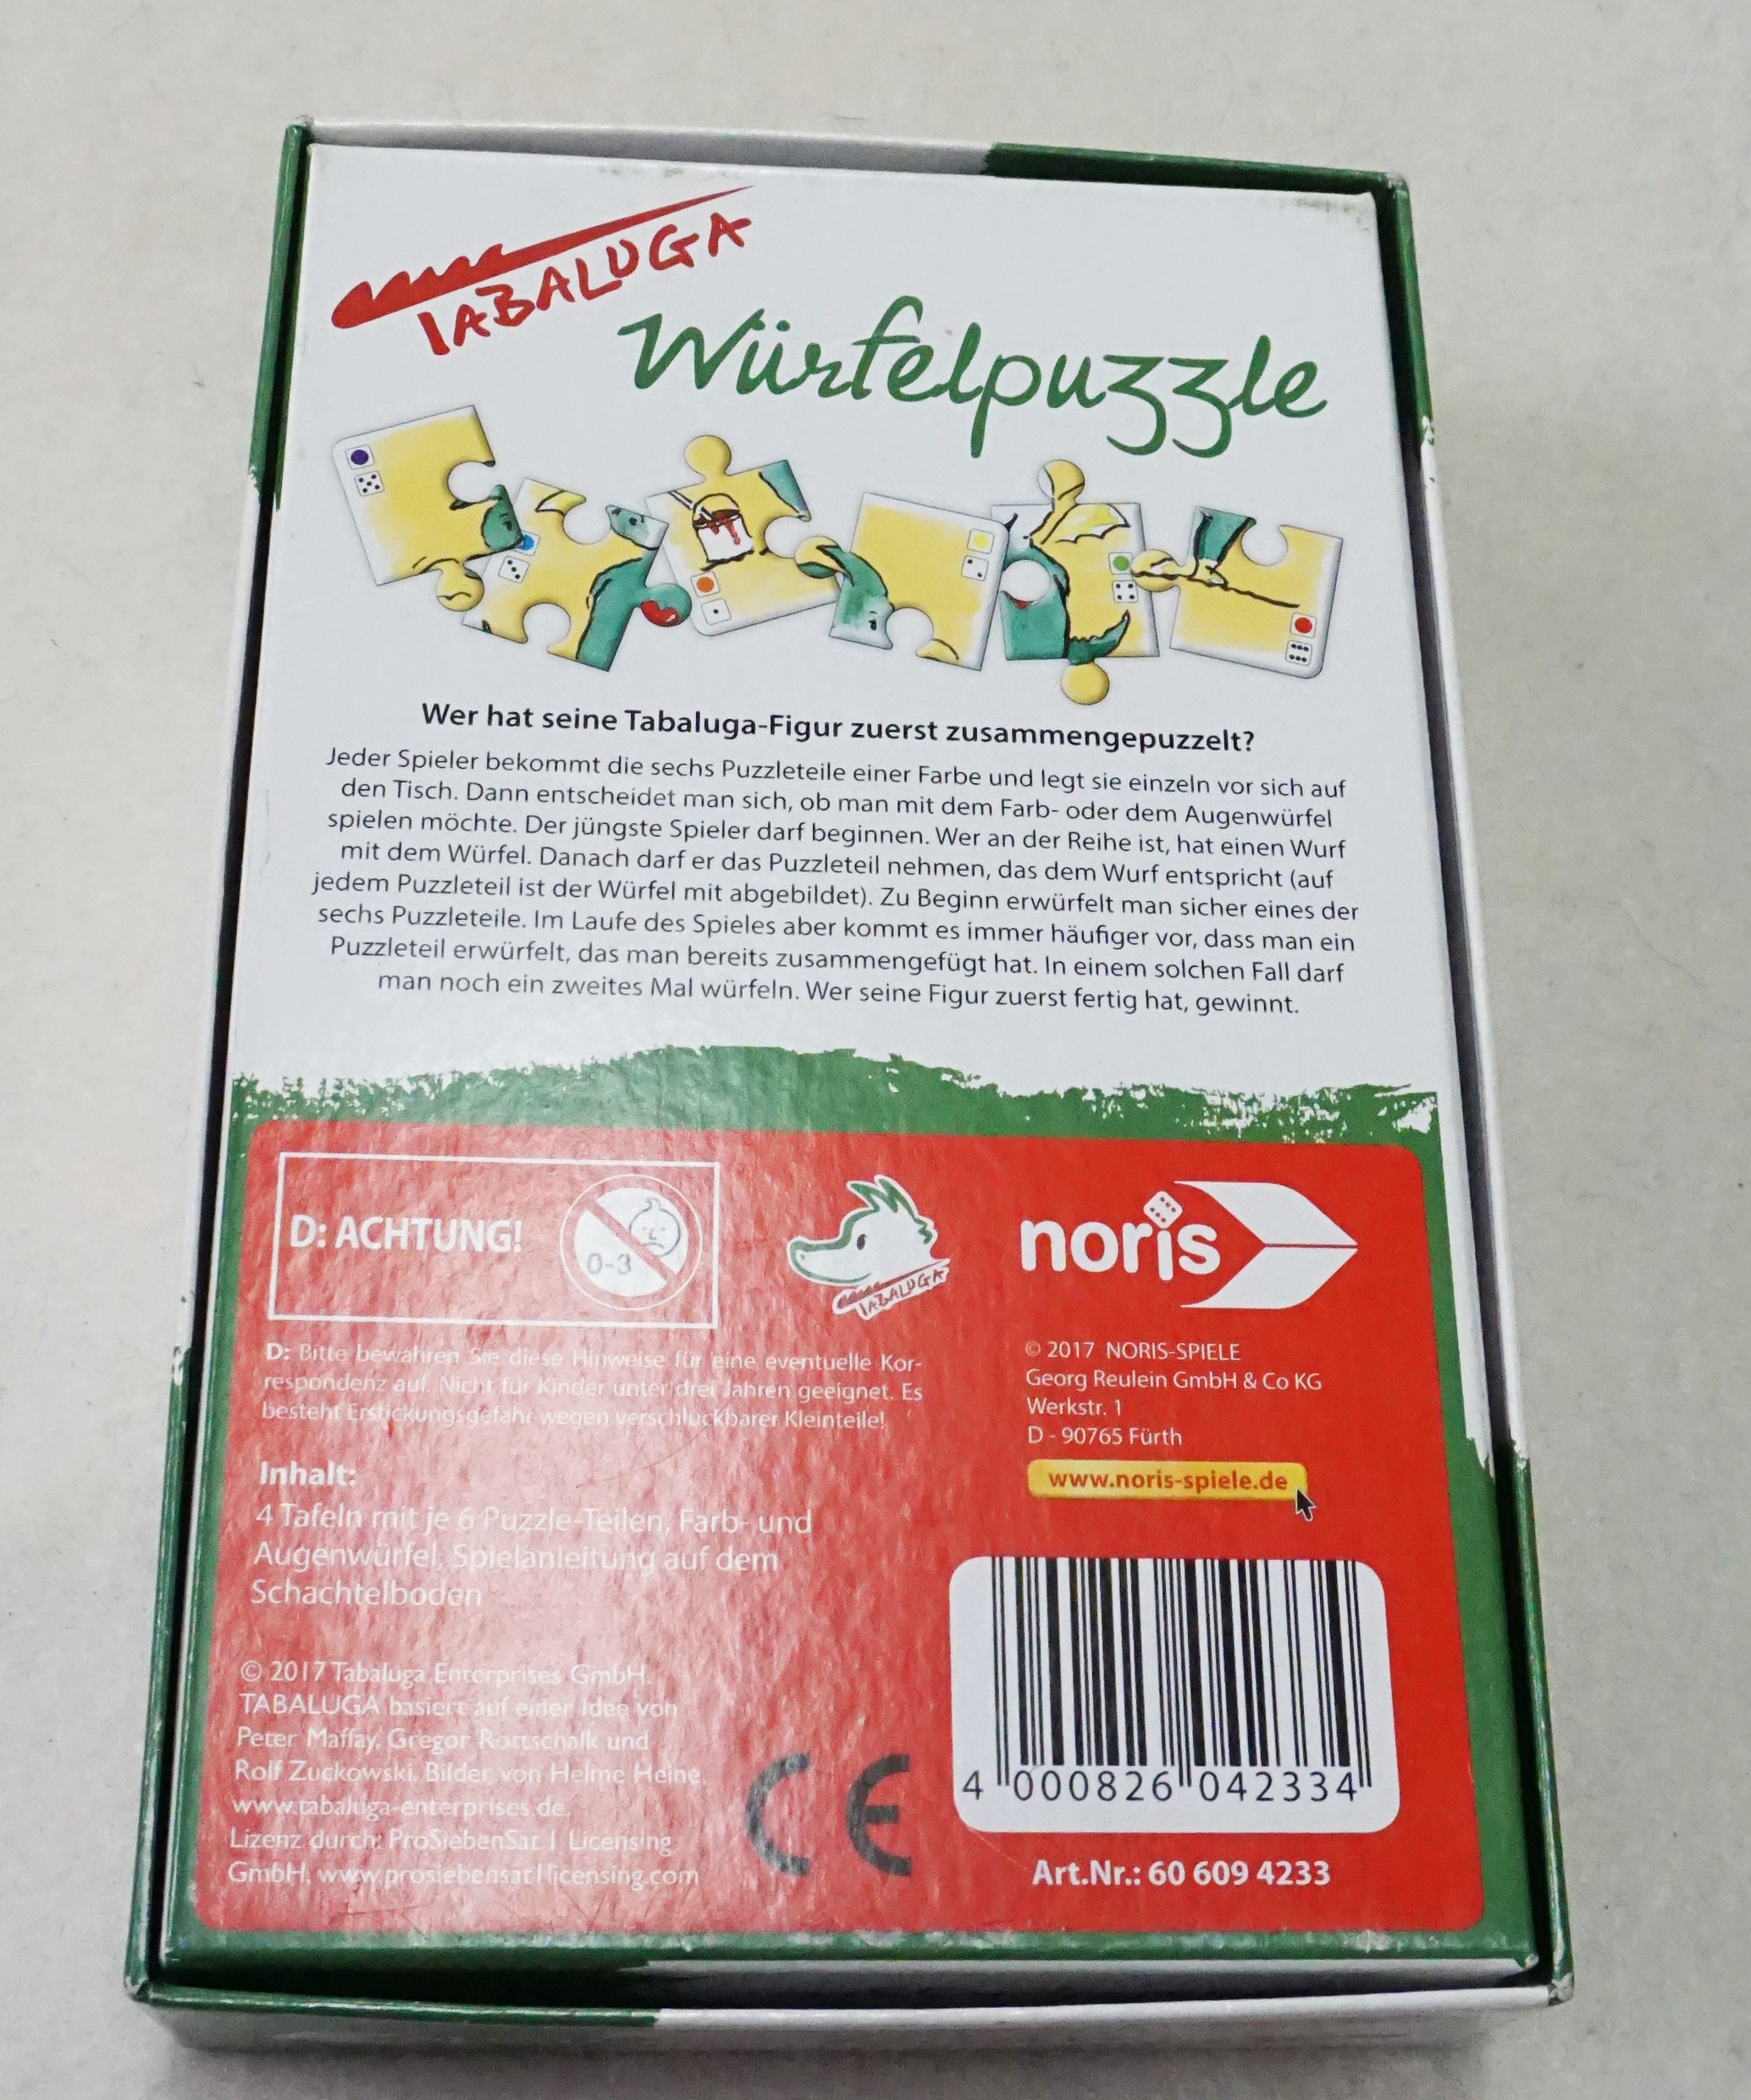 TABALUGA
Würfelpuzzle
Wer hat seine Tabaluga-Figur zuerst zusammengepuzzelt?
Jeder Spieler bekommt die sechs Puzzleteile einer Farbe und legt sie einzeln vor sich auf
den Tisch. Dann entscheidet man sich, ob man mit dem Farb- oder dem Augenwürfel
spielen möchte. Der jüngste Spieler darf beginnen. Wer an der Reihe ist, hat einen Wurf
mit dem Würfel. Danach darf er das Puzzleteil nehmen, das dem Wurf entspricht (auf
jedem Puzzleteil ist der Würfel mit abgebildet). Zu Beginn erwürfelt man sicher eines der
sechs Puzzleteile. Im Laufe des Spieles aber kommt es immer häufiger vor, dass man ein
Puzzleteil erwürfelt, das man bereits zusammengefügt hat. In einem solchen Fall darf
man noch ein zweites Mal würfeln. Wer seine Figur zuerst fertig hat, gewinnt.
D: ACHTUNG!
0-3
D: Bitte bewahren Sie diese Hinweise für eine eventuelle Kor-
respondenz auf. Nicht für Kinder unter drei Jahren geeignet. Es
besteht Erstickungsgefahr wegen verschluckbarer Kleinteile!
Inhalt:
4 Tafeln mit je 6 Puzzle-Teilen, Farb- und
Augenwürfel, Spielanleitung auf dem
Schachtelboden
© 2017 Tabaluga Enterprises GmbH.
TABALUGA basiert auf einer Idee von
Peter Maffay, Gregor Rottschalk und
Rolf Zuckowski. Bilder von Helme Heine.
www.tabaluga-enterprises.de.
Lizenz durch: ProSiebenSat.1 Licensing
GmbH, www.prosiebensat1licensing.com
CE
TABALUGA
noris
© 2017 NORIS-SPIELE
Georg Reulein GmbH & Co KG
Werkstr. 1
D - 90765 Fürth
www.noris-spiele.de
4 000826 042334
Art.Nr.: 60 609 4233